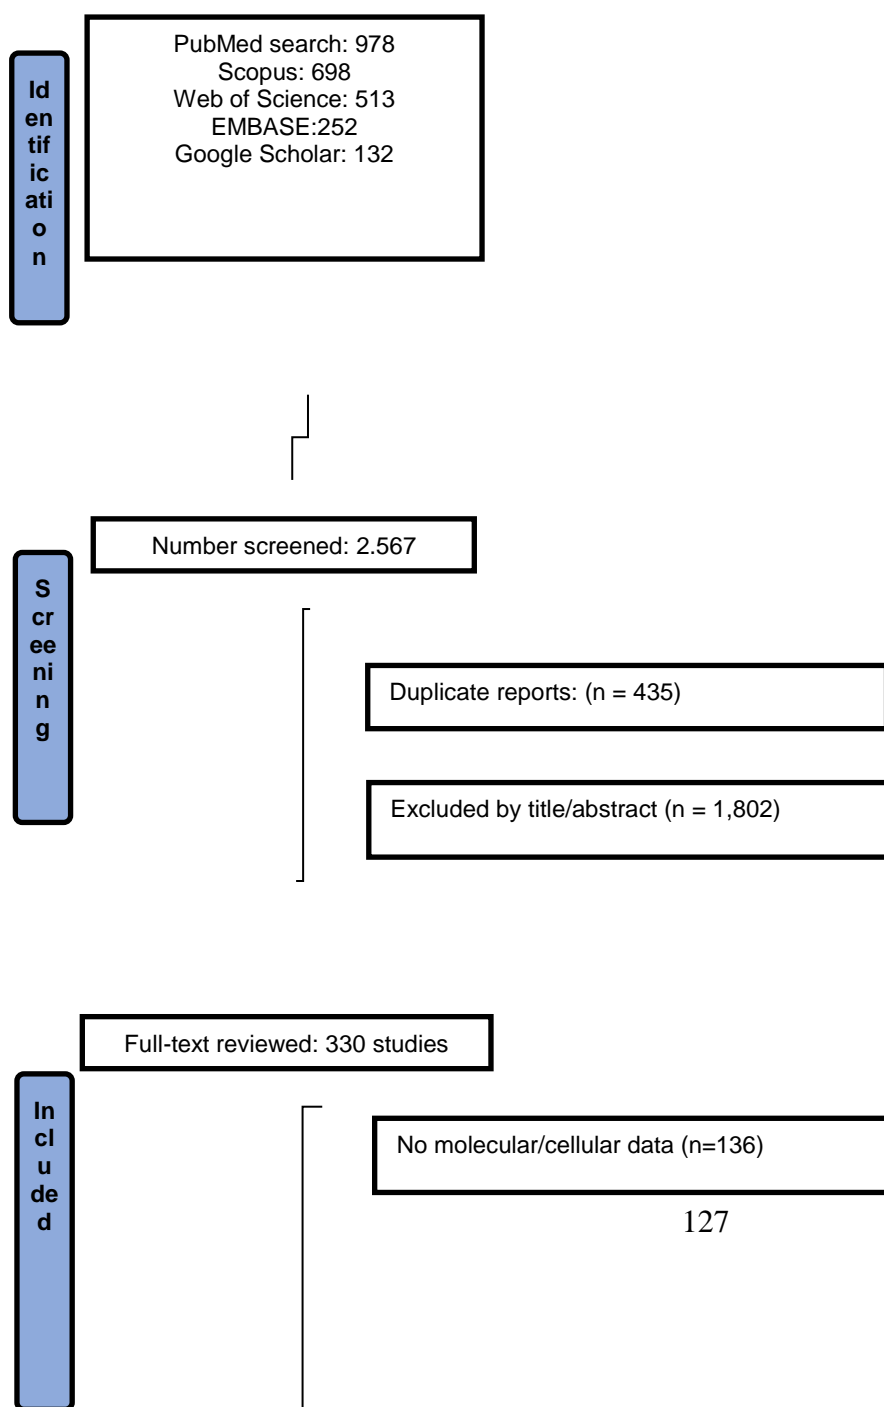 Id
en
tif
ic
ati
o
n
PubMed search: 978
Scopus: 698
Web of Science: 513
EMBASE:252
Google Scholar: 132
S
cr
ee
ni
n
g
Number screened: 2.567
Duplicate reports: (n = 435)
Excluded by title/abstract (n = 1,802)
In
cl
u
de
d
Full-text reviewed: 330 studies
No molecular/cellular data (n=136)
127